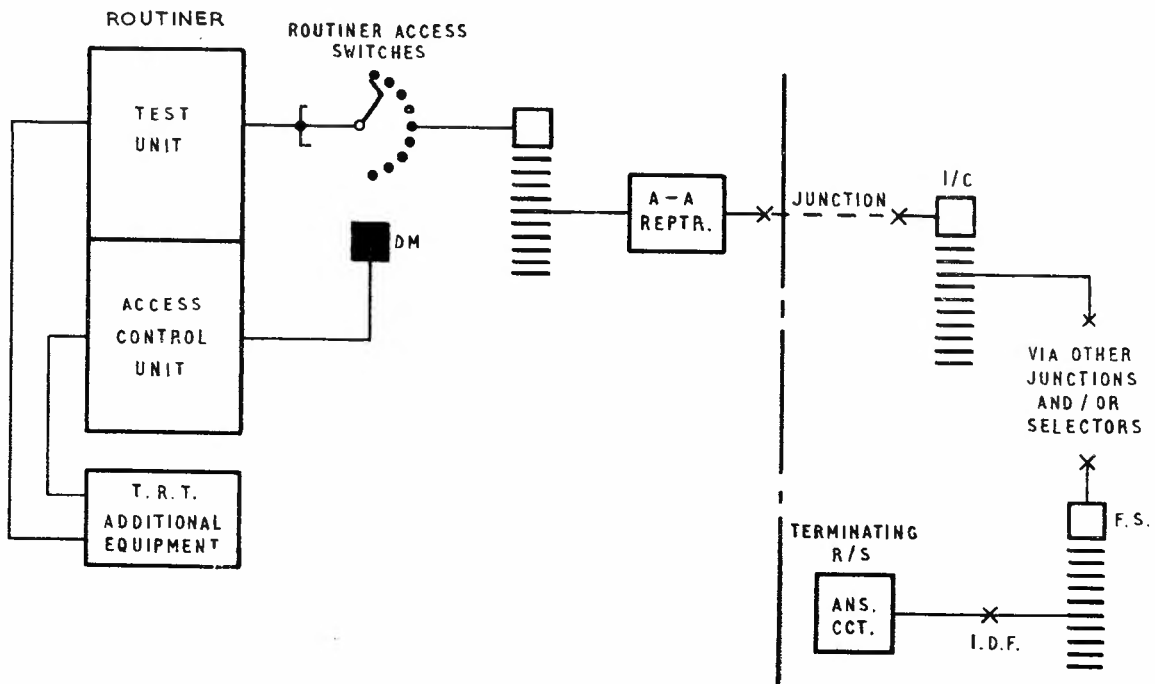 ROUTINER
ROUTINER ACCESS
SWITCHES
TEST
UNIT
I/C
A-A
REPTR.
JUNCTION
DM
ACCESS
CONTROL
UNIT
VIA OTHER
JUNCTIONS
AND/OR
SELECTORS
T.R.T.
ADDITIONAL
EQUIPMENT
F.S.
TERMINATING
R/S
ANS.
CCT.
I.D.F.